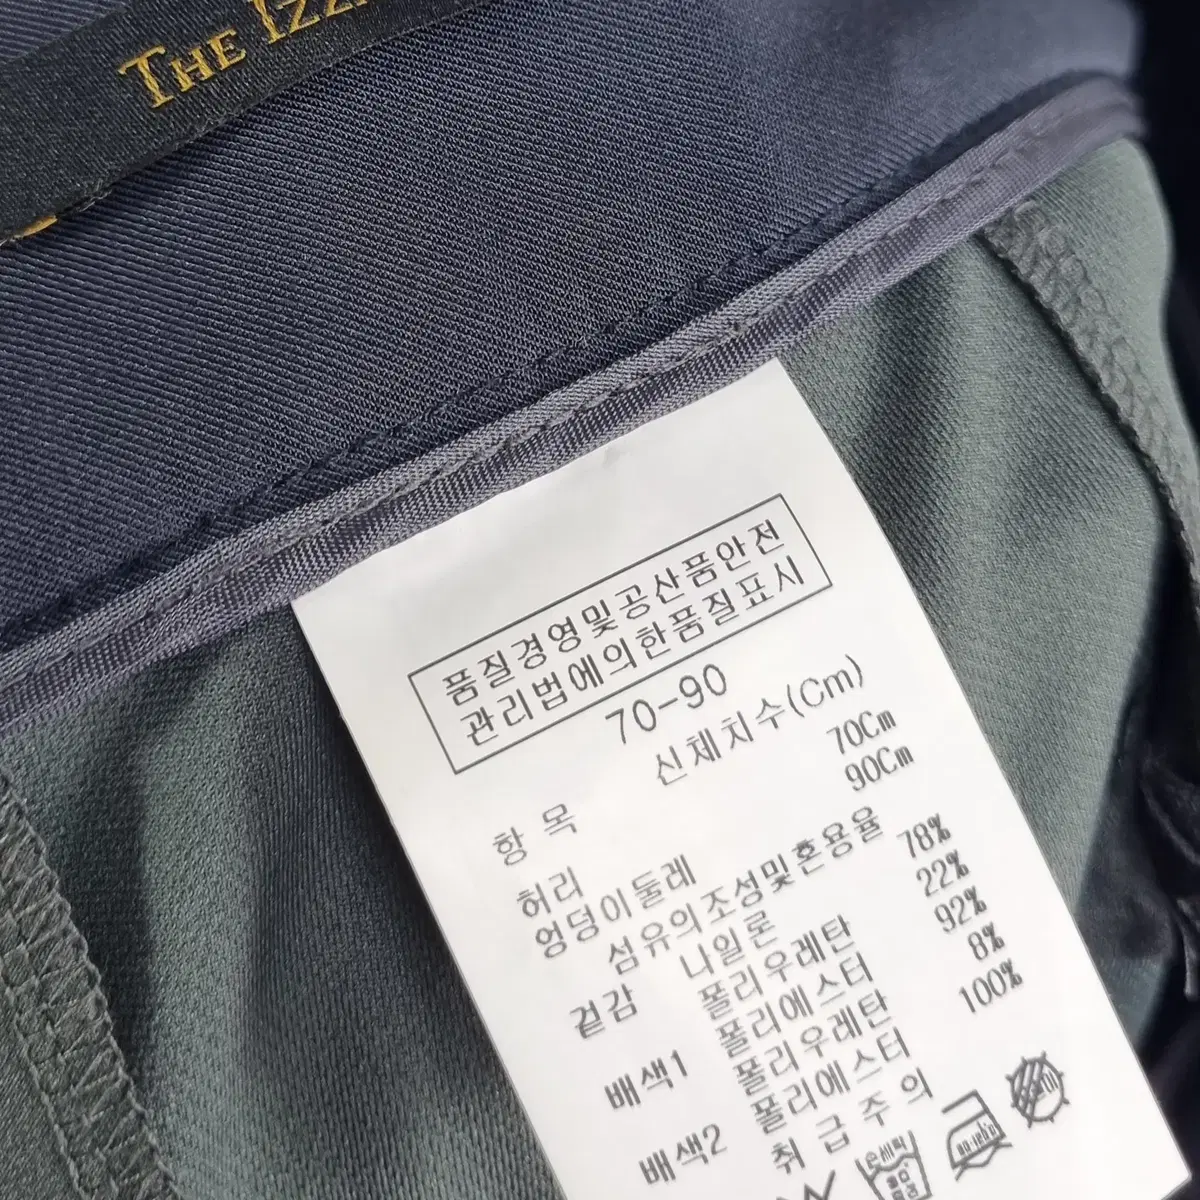 THE IZZ
품질경영및공산품안전
관리법에의한품질표시
70-90
항 목 신체치수(Cm)
허리 70Cm
엉덩이둘레 90Cm
섬유의조성및혼용율
겉감 나일론 78%
폴리우레탄 22%
배색1 폴리에스터 92%
폴리우레탄 8%
배색2 폴리에스터 100%
취 급 주 의